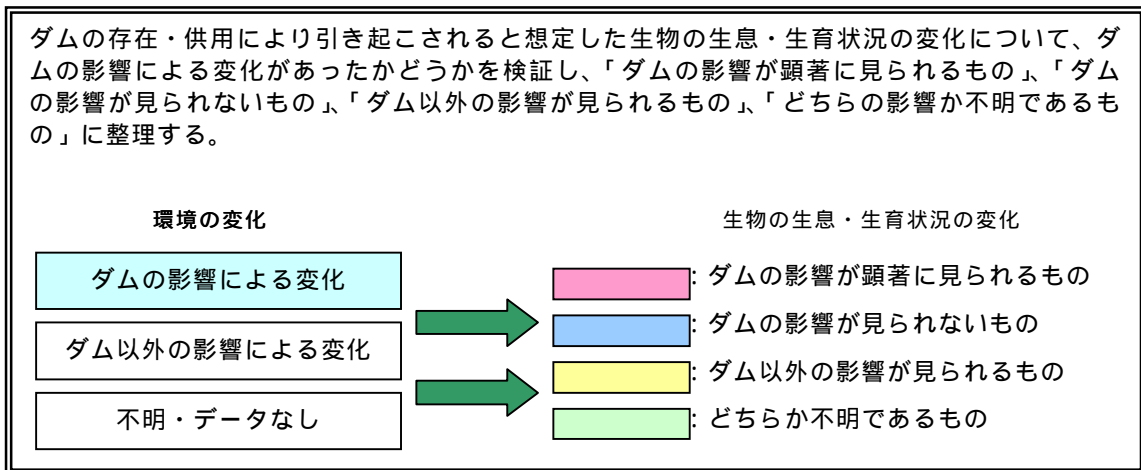 ダムの存在・供用により引き起こされると想定した生物の生息・生育状況の変化について、ダ
ムの影響による変化があったかどうかを検証し、「ダムの影響が顕著に見られるもの」、「ダム
の影響が見られないもの」、「ダム以外の影響が見られるもの」、「どちらの影響か不明であるも
の」に整理する。
環境の変化
ダムの影響による変化
ダム以外の影響による変化
不明・データなし
生物の生息・生育状況の変化
: ダムの影響が顕著に見られるもの
: ダムの影響が見られないもの
: ダム以外の影響が見られるもの
: どちらか不明であるもの